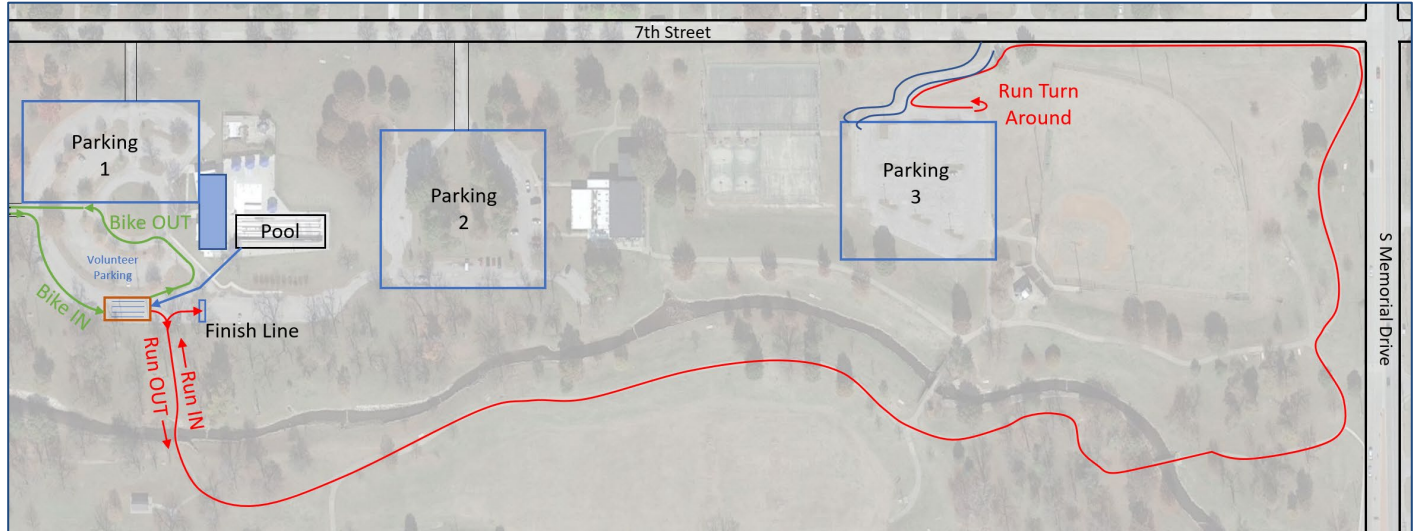 7th Street
Parking
1
Parking
2
Parking
3
Run Turn
Around
Bike OUT
Pool
Volunteer
Parking
Bike IN
Finish Line
Run OUT
Run IN
S Memorial Drive